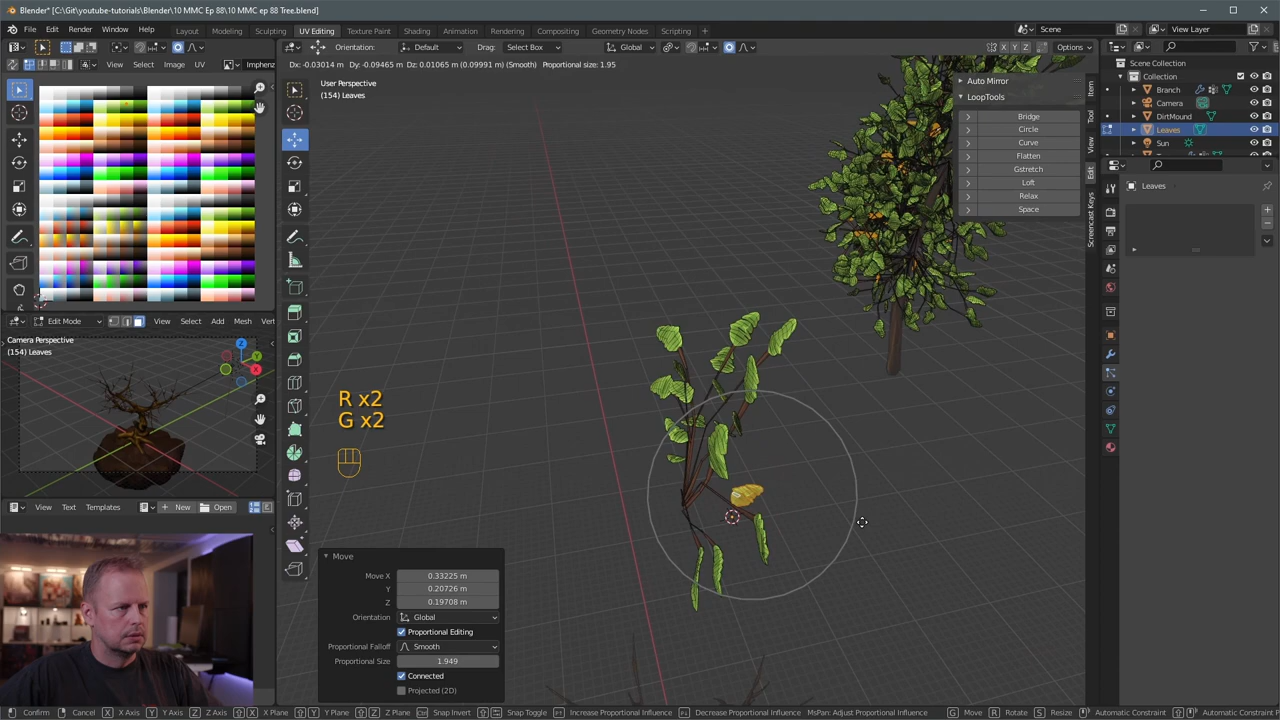 Blender* [C:\Git\youtube-tutorials\Blender\10 MMC Ep 88\10 MMC ep 88 Tree.blend]
File Edit Render Window Help Layout Modeling Sculpting UV Editing Texture Paint Shading Animation Rendering Compositing Geometry Nodes Scripting Scene View Layer
Orientation: Default Drag: Select Box Global X Y Z Options
View Select Image UV
Dx: -0.03014 m Dy: -0.09465 m Dz: 0.01065 m (0.09991 m) (Smooth) Proportional size: 1.95
Scene Collection
Collection
Branch
Camera
DirtMound
Leaves
Sun
User Perspective
(154) Leaves
Auto Mirror
LoopTools
Bridge
Circle
Curve
Flatten
Gstretch
Loft
Relax
Space
Item
Tool
View
Edit
Screencast Keys
Leaves
Edit Mode View Select Add Mesh
Camera Perspective
(154) Leaves
Z
Y
X
R x2
G x2
View Text Templates New Open
Move
Move X 0.33225 m
Y 0.20726 m
Z 0.19708 m
Orientation Global
Proportional Editing
Proportional Falloff Smooth
Proportional Size 1.949
Connected
Projected (2D)
Confirm Cancel X X Axis Y Y Axis Z Z Axis X X Plane Y Y Plane Z Z Plane Snap Invert Snap Toggle Increase Proportional Influence Decrease Proportional Influence MsPan: Adjust Proportional Influence G Move R Rotate S Resize Automatic Constraint Automatic Constraint